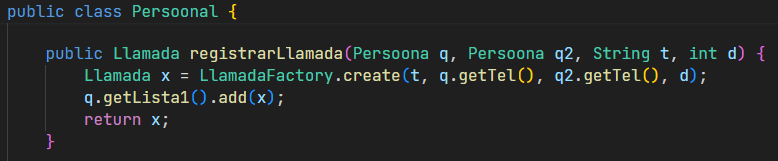 public class Persoonal {
public Llamada registrarLlamada(Persoona q, Persoona q2, String t, int d) {
Llamada x = LlamadaFactory.create(t, q.getTel(), q2.getTel(), d);
q.getLista1().add(x);
return x;
}